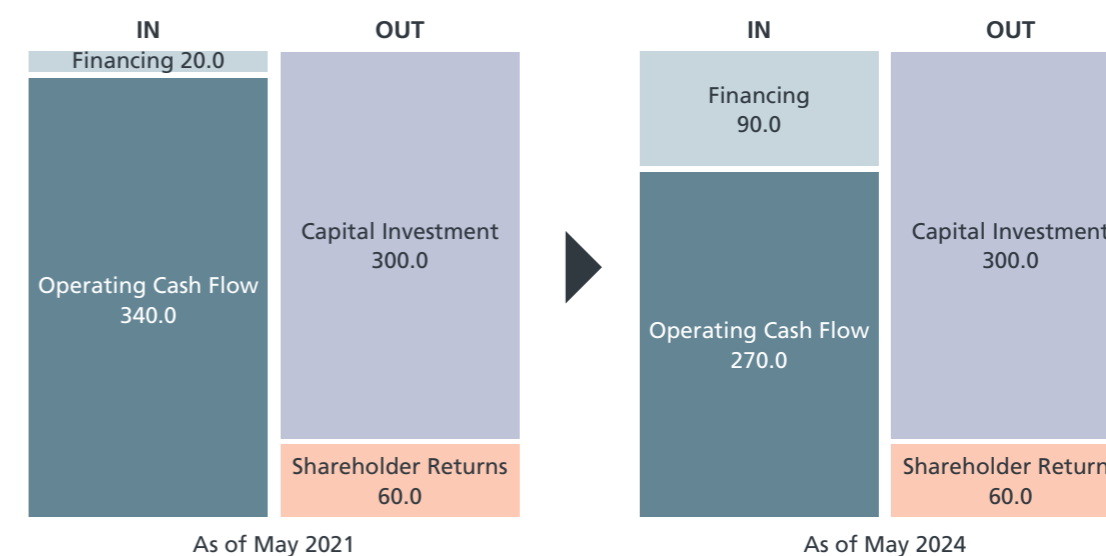 IN
OUT
Financing 20.0
Operating Cash Flow
340.0
Capital Investment
300.0
Shareholder Returns
60.0
As of May 2021
IN
OUT
Financing
90.0
Operating Cash Flow
270.0
Capital Investment
300.0
Shareholder Return
60.0
As of May 2024